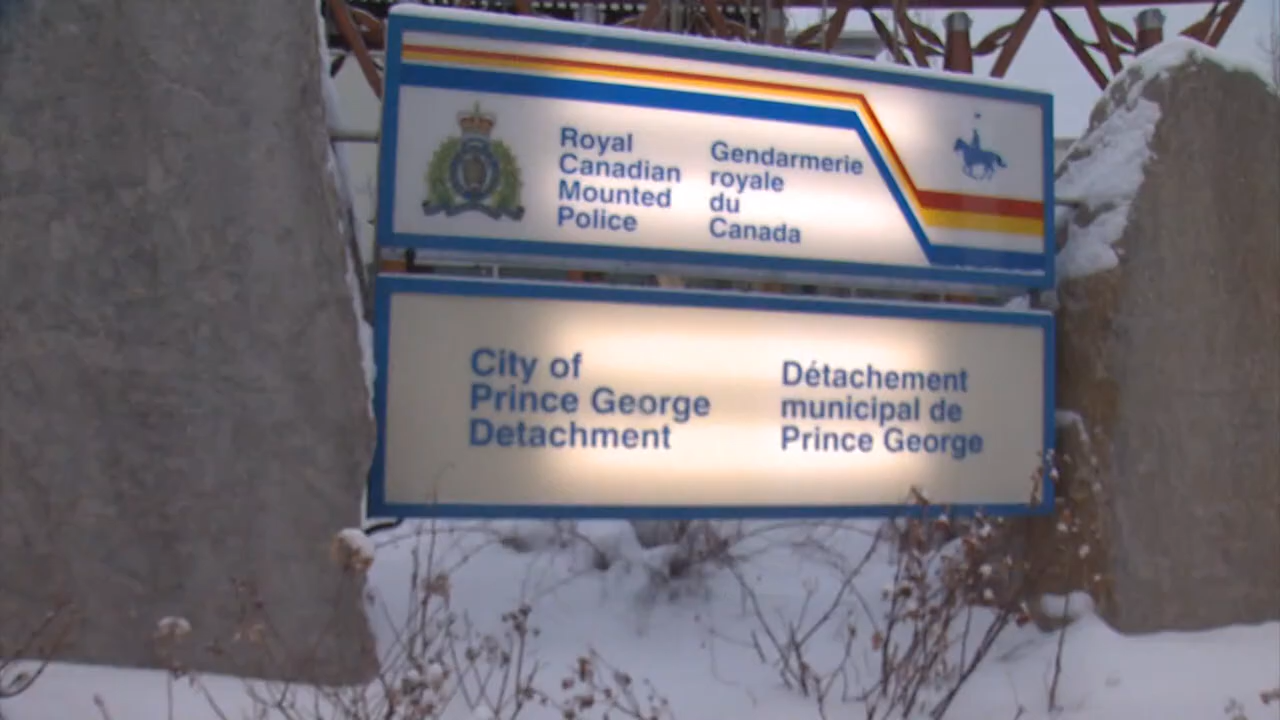 Royal
Canadian
Mounted
Police
Gendarmerie
royale
du
Canada
City of
Prince George
Detachment
Détachement
municipal de
Prince George